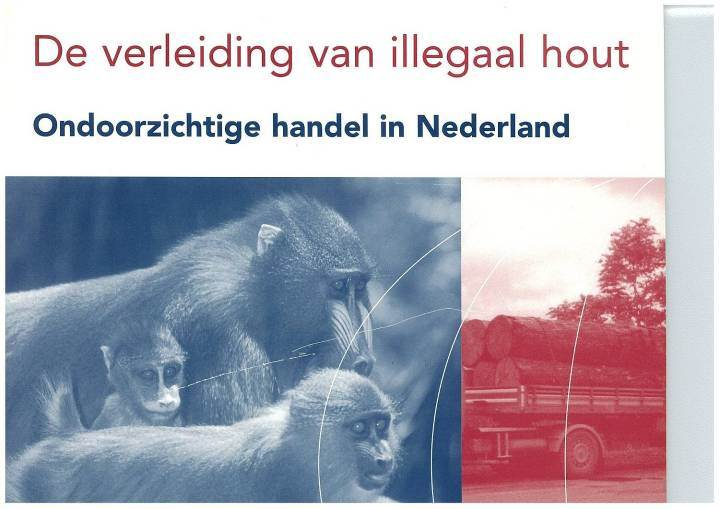 De verleiding van illegaal hout
Ondoorzichtige handel in Nederland